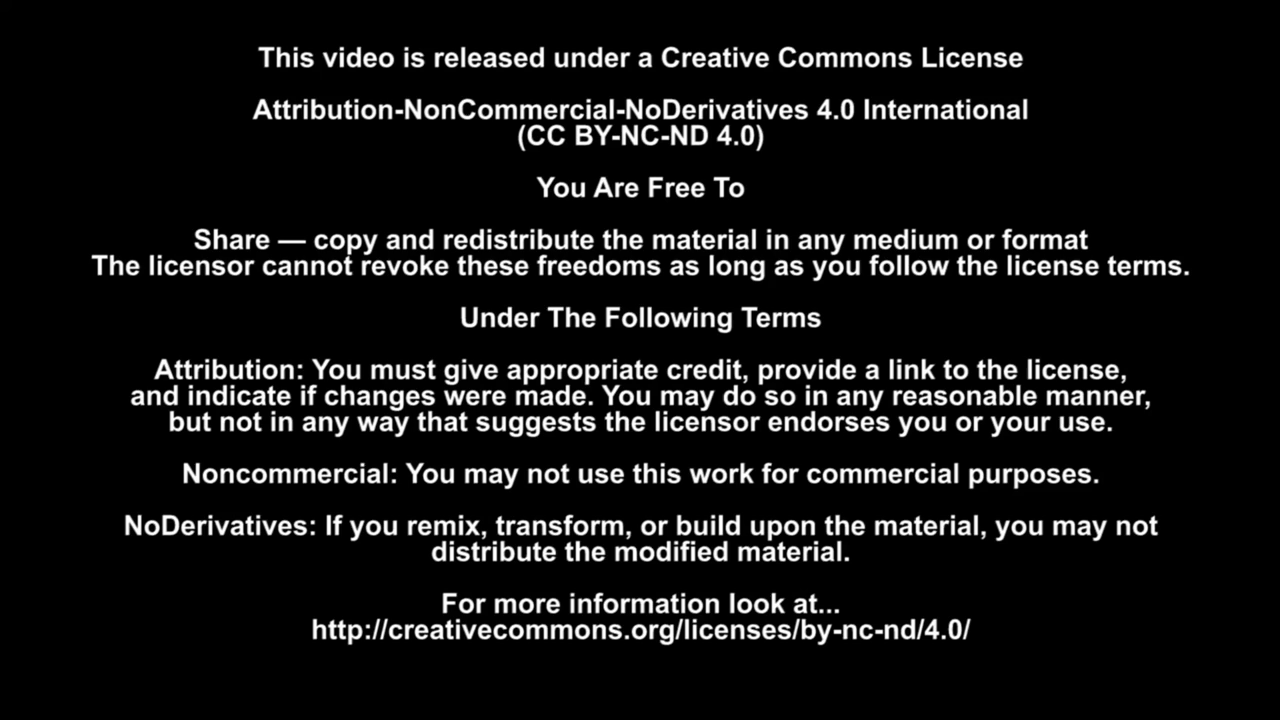 This video is released under a Creative Commons License
Attribution-NonCommercial-NoDerivatives 4.0 International
(CC BY-NC-ND 4.0)
You Are Free To
Share — copy and redistribute the material in any medium or format
The licensor cannot revoke these freedoms as long as you follow the license terms.
Under The Following Terms
Attribution: You must give appropriate credit, provide a link to the license,
and indicate if changes were made. You may do so in any reasonable manner,
but not in any way that suggests the licensor endorses you or your use.
Noncommercial: You may not use this work for commercial purposes.
NoDerivatives: If you remix, transform, or build upon the material, you may not
distribute the modified material.
For more information look at...
http://creativecommons.org/licenses/by-nc-nd/4.0/